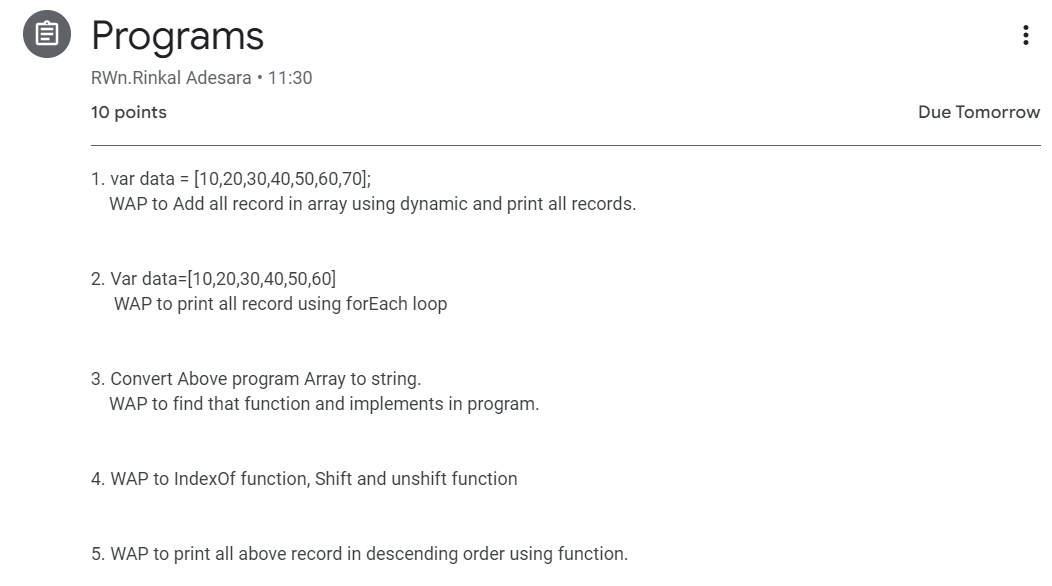 Programs
RWn.Rinkal Adesara • 11:30
10 points
Due Tomorrow
1. var data = [10,20,30,40,50,60,70];
WAP to Add all record in array using dynamic and print all records.
2. Var data=[10,20,30,40,50,60]
WAP to print all record using forEach loop
3. Convert Above program Array to string.
WAP to find that function and implements in program.
4. WAP to IndexOf function, Shift and unshift function
5. WAP to print all above record in descending order using function.